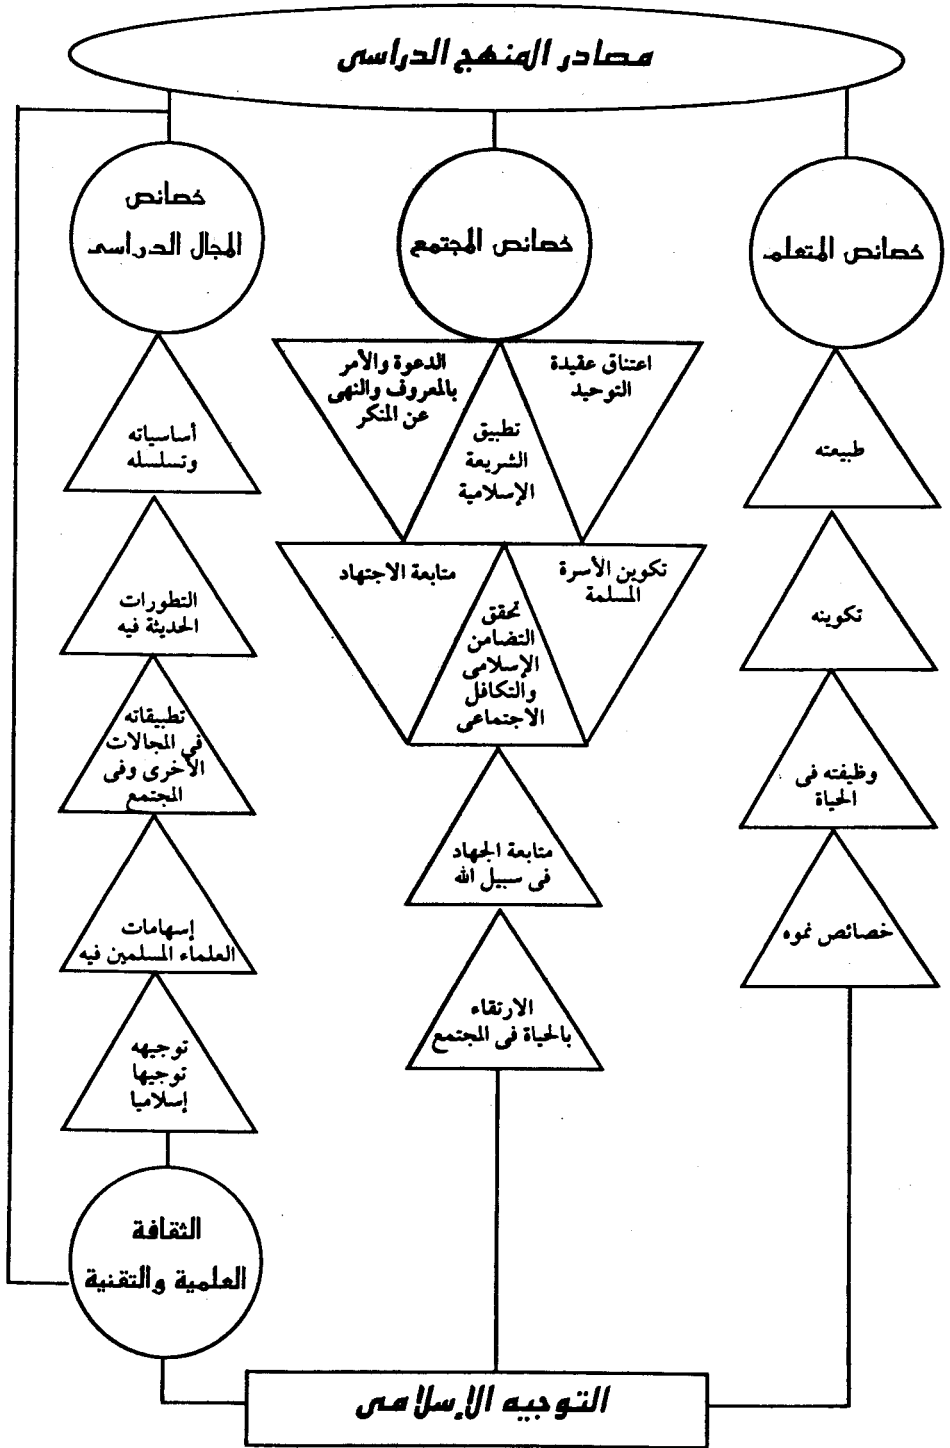 مصادر المنهج الدراسى
خصائص المتعلم
طبيعته
تكوينه
وظيفته فى
الحياة
خصائص نموه
خصائص المجتمع
اعتناق عقيدة
التوحيد
تطبيق
الشريعة
الإسلامية
الدعوة والأمر
بالمعروف والنهى
عن المنكر
تكوين الأسرة
المسلمة
تحقق
التضامن
الإسلامى
والتكافل
الاجتماعى
متابعة الاجتهاد
متابعة الجهاد
فى سبيل الله
الارتقاء
بالحياة فى المجتمع
خصائص
المجال الدراسى
أساسياته
وتسلسله
التطورات
الحديثة فيه
تطبيقاته
في المجالات
الأخرى وفى
المجتمع
إسهامات
العلماء المسلمين فيه
توجيهه
توجيها
إسلاميا
الثقافة
العلمية والتقنية
التوجيه الإسلامى